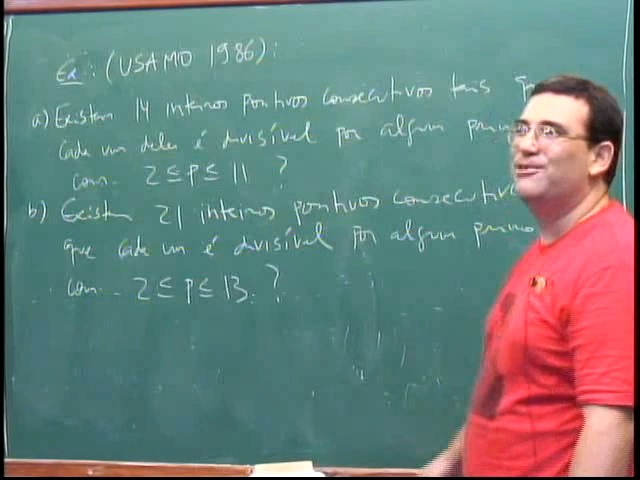 Ex: (USAMO 1986):
a) Existem 14 inteiros positivos consecutivos tais
cada um deles é divisível por algum primo
com 2 ≤ p ≤ 11 ?
b) Existem 21 inteiros positivos consecutivos
que cada um é divisível por algum primo
com 2 ≤ p ≤ 13 ?